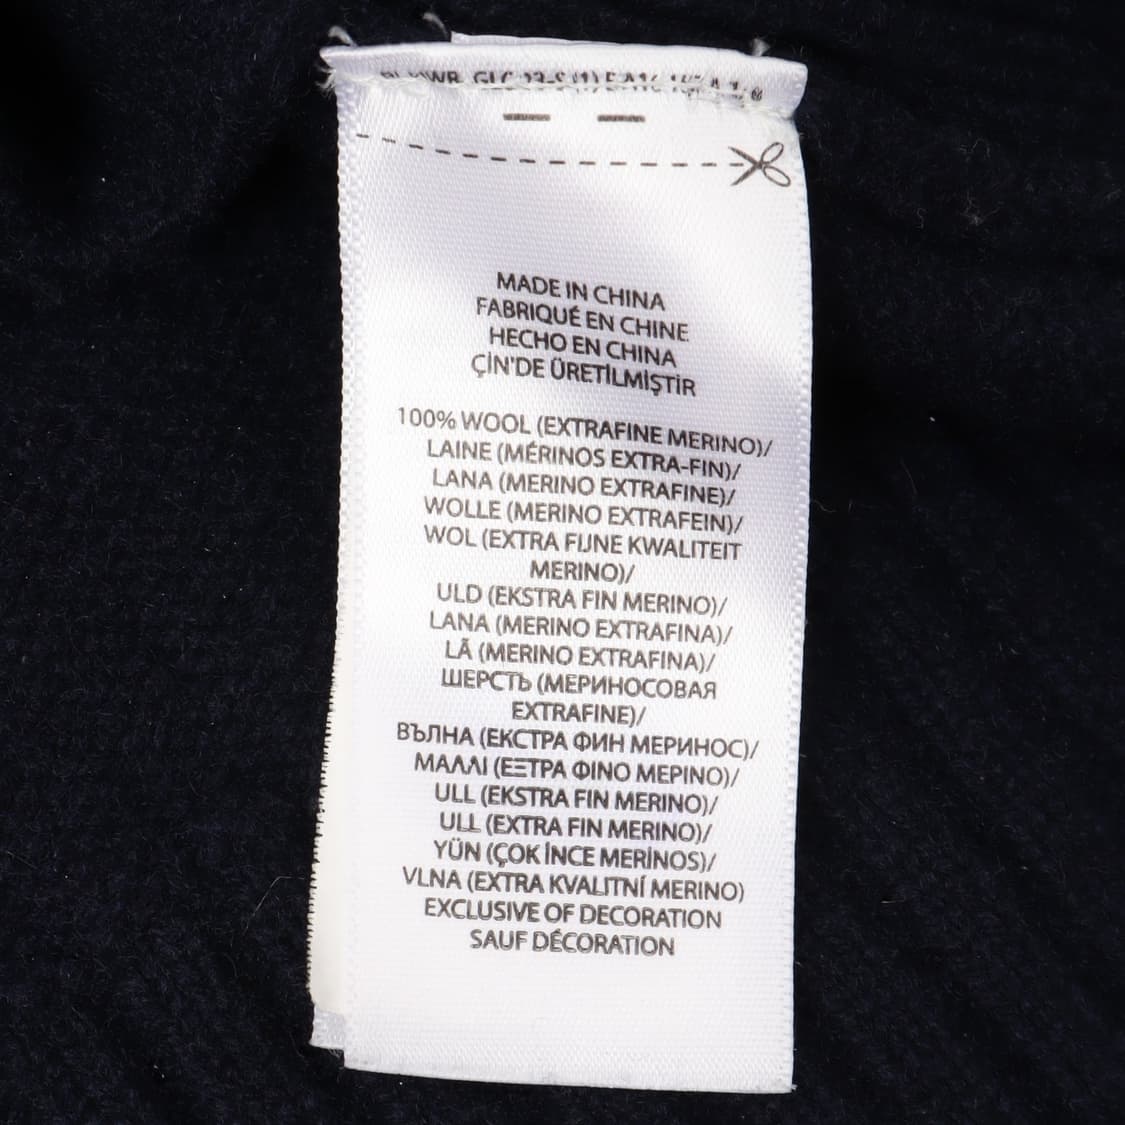 MADE IN CHINA
FABRIQUÉ EN CHINE
HECHO EN CHINA
ÇİN'DE ÜRETİLMİŞTİR
100% WOOL (EXTRAFINE MERINO)/
LAINE (MÉRINOS EXTRA-FIN)/
LANA (MERINO EXTRAFINE)/
WOLLE (MERINO EXTRAFEIN)/
WOL (EXTRA FIJNE KWALITEIT
MERINO)/
ULD (EKSTRA FIN MERINO)/
LANA (MERINO EXTRAFINA)/
LÃ (MERINO EXTRAFINA)/
ШЕРСТЬ (МЕРИНОСОВАЯ
EXTRAFINE)/
ВЪЛНА (ЕКСТРА ФИН МЕРИНОС)/
ΜΑΛΛΙ (ΕΞΤΡΑ ΦΙΝΟ ΜΕΡΙΝΟ)/
ULL (EKSTRA FIN MERINO)/
ULL (EXTRA FIN MERINO)/
YÜN (ÇOK İNCE MERİNOS)/
VLNA (EXTRA KVALITNÍ MERINO)
EXCLUSIVE OF DECORATION
SAUF DÉCORATION